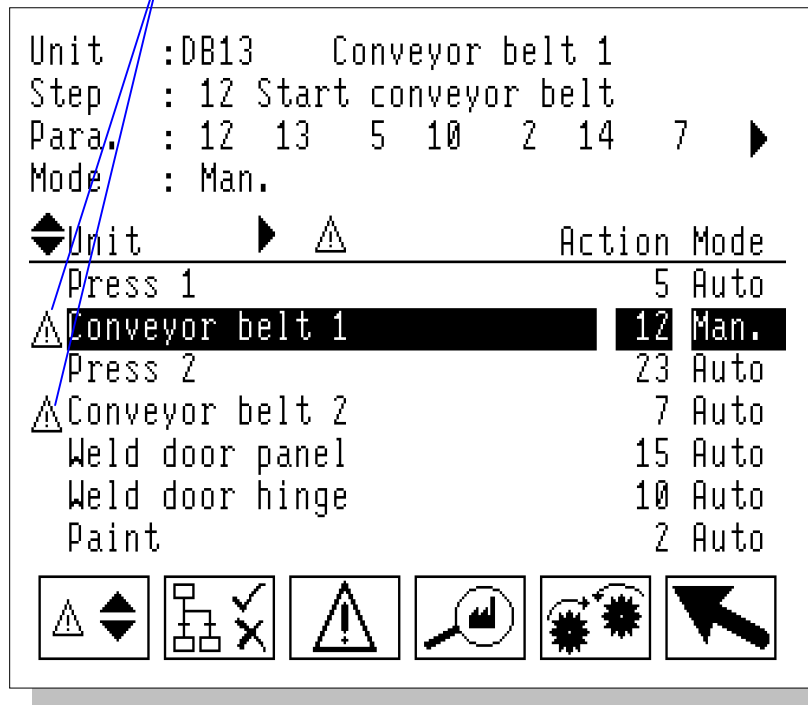 Unit :DB13 Conveyor belt 1
Step : 12 Start conveyor belt
Para. : 12 13 5 10 2 14 7
Mode : Man.
Unit Action Mode
Press 1 5 Auto
Conveyor belt 1 12 Man.
Press 2 23 Auto
Conveyor belt 2 7 Auto
Weld door panel 15 Auto
Weld door hinge 10 Auto
Paint 2 Auto